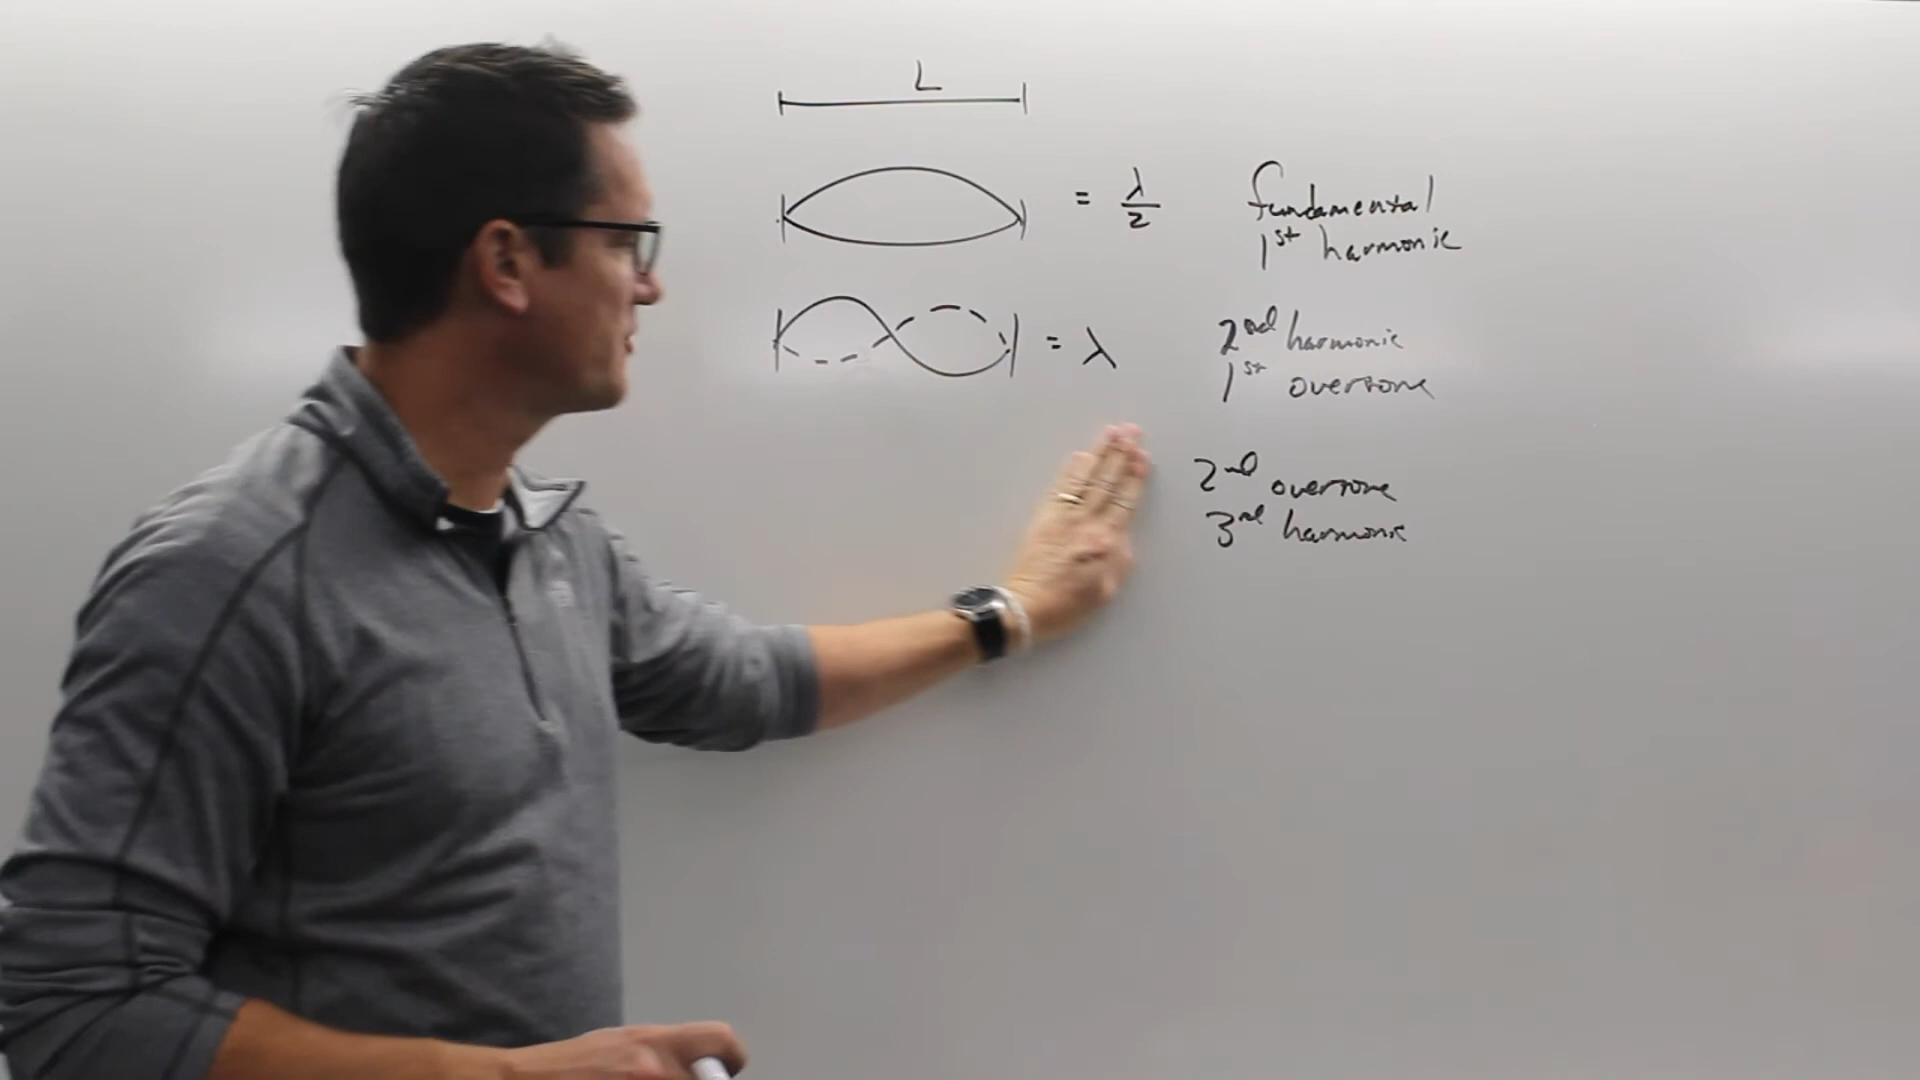 L
= λ/2
fundamental
1st harmonic
= λ
2nd harmonic
1st overtone
2nd overtone
3rd harmonic